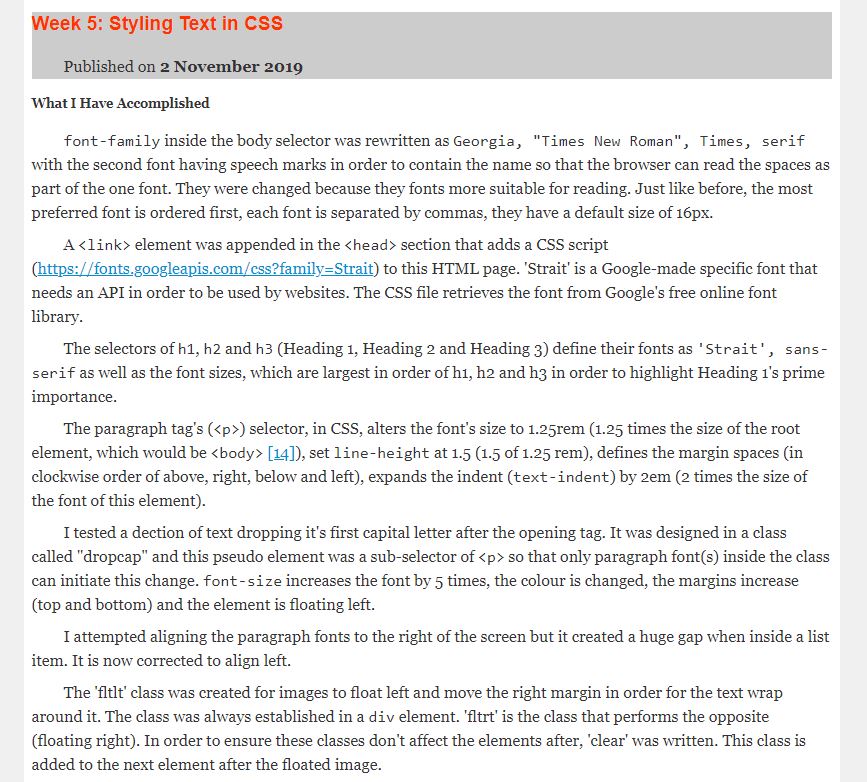 Week 5: Styling Text in CSS
Published on 2 November 2019
What I Have Accomplished
font-family inside the body selector was rewritten as Georgia, "Times New Roman", Times, serif
with the second font having speech marks in order to contain the name so that the browser can read the spaces as
part of the one font. They were changed because they fonts more suitable for reading. Just like before, the most
preferred font is ordered first, each font is separated by commas, they have a default size of 16px.
A <link> element was appended in the <head> section that adds a CSS script
(https://fonts.googleapis.com/css?family=Strait) to this HTML page. 'Strait' is a Google-made specific font that
needs an API in order to be used by websites. The CSS file retrieves the font from Google's free online font
library.
The selectors of h1, h2 and h3 (Heading 1, Heading 2 and Heading 3) define their fonts as 'Strait', sans-
serif as well as the font sizes, which are largest in order of h1, h2 and h3 in order to highlight Heading 1's prime
importance.
The paragraph tag's (<p>) selector, in CSS, alters the font's size to 1.25rem (1.25 times the size of the root
element, which would be <body> [14]), set line-height at 1.5 (1.5 of 1.25 rem), defines the margin spaces (in
clockwise order of above, right, below and left), expands the indent (text-indent) by 2em (2 times the size of
the font of this element).
I tested a dection of text dropping it's first capital letter after the opening tag. It was designed in a class
called "dropcap" and this pseudo element was a sub-selector of <p> so that only paragraph font(s) inside the class
can initiate this change. font-size increases the font by 5 times, the colour is changed, the margins increase
(top and bottom) and the element is floating left.
I attempted aligning the paragraph fonts to the right of the screen but it created a huge gap when inside a list
item. It is now corrected to align left.
The 'fltlt' class was created for images to float left and move the right margin in order for the text wrap
around it. The class was always established in a div element. 'fltrt' is the class that performs the opposite
(floating right). In order to ensure these classes don't affect the elements after, 'clear' was written. This class is
added to the next element after the floated image.